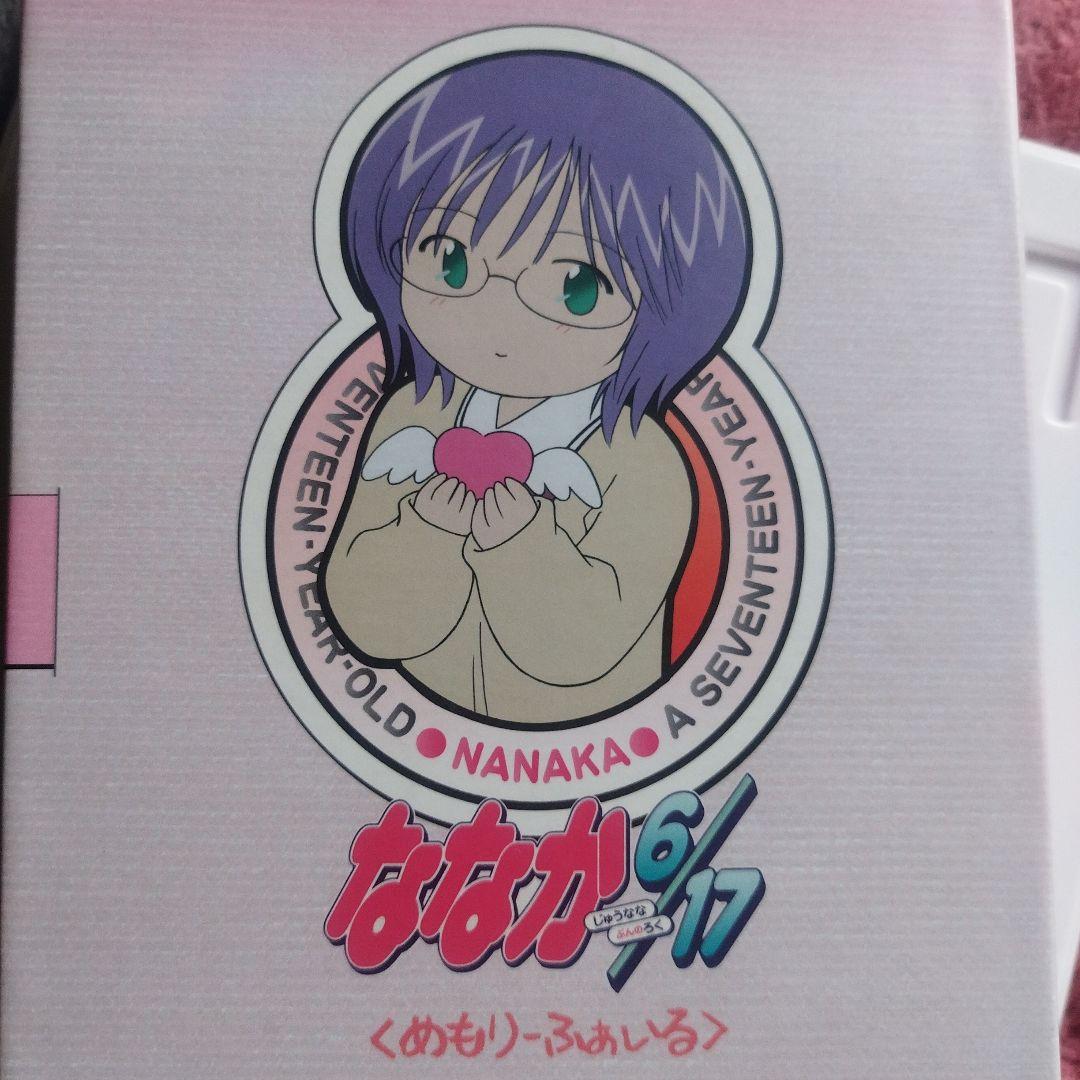 VENTEEN-YEAR-OLD●NANAKA●A SEVENTEEN-YEAR
ななか6/17
じゅうなな
ぶんのろく
<めもりーふぁいる>